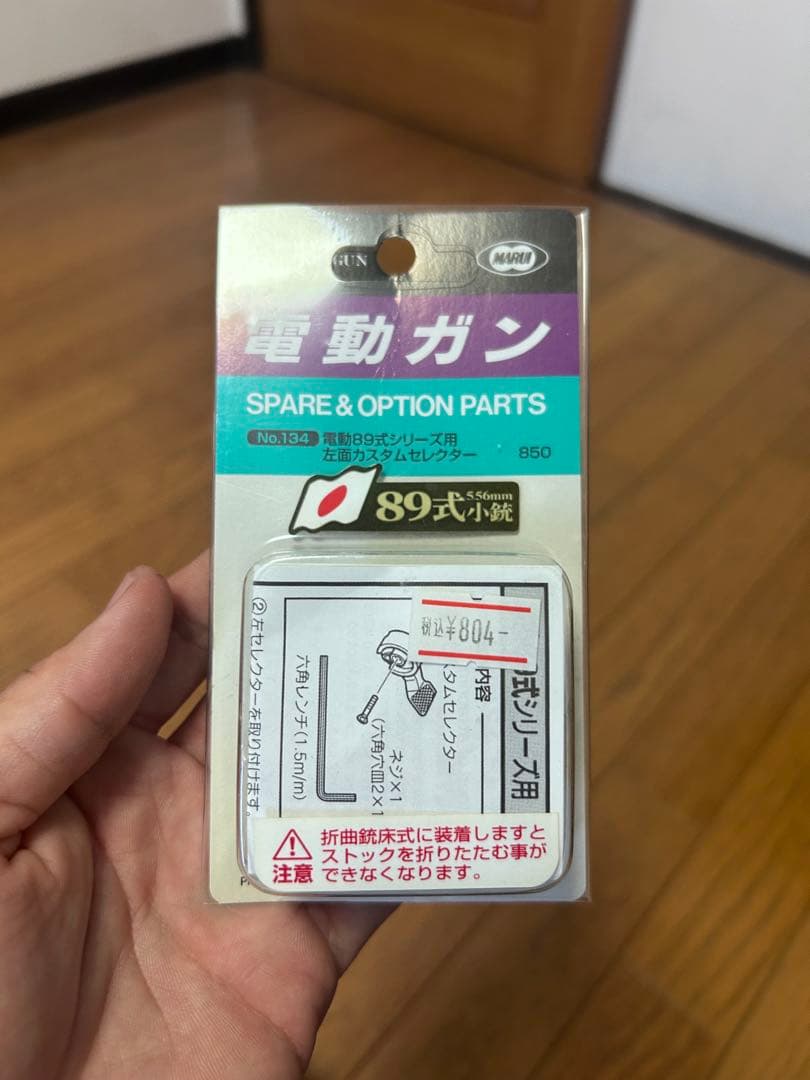 GUN
MARUI
電動ガン
SPARE & OPTION PARTS
No.134 電動89式シリーズ用
左面カスタムセレクター 850
89式 5.56mm 小銃
税込¥804-
式シリーズ用
内容
タムセレクター
ネジ×1
(六角穴皿2×1
六角レンチ(1.5m/m)
②左セレクターを取り付けます。
注意
折曲銃床式に装着しますと
ストックを折りたたむ事が
できなくなります。